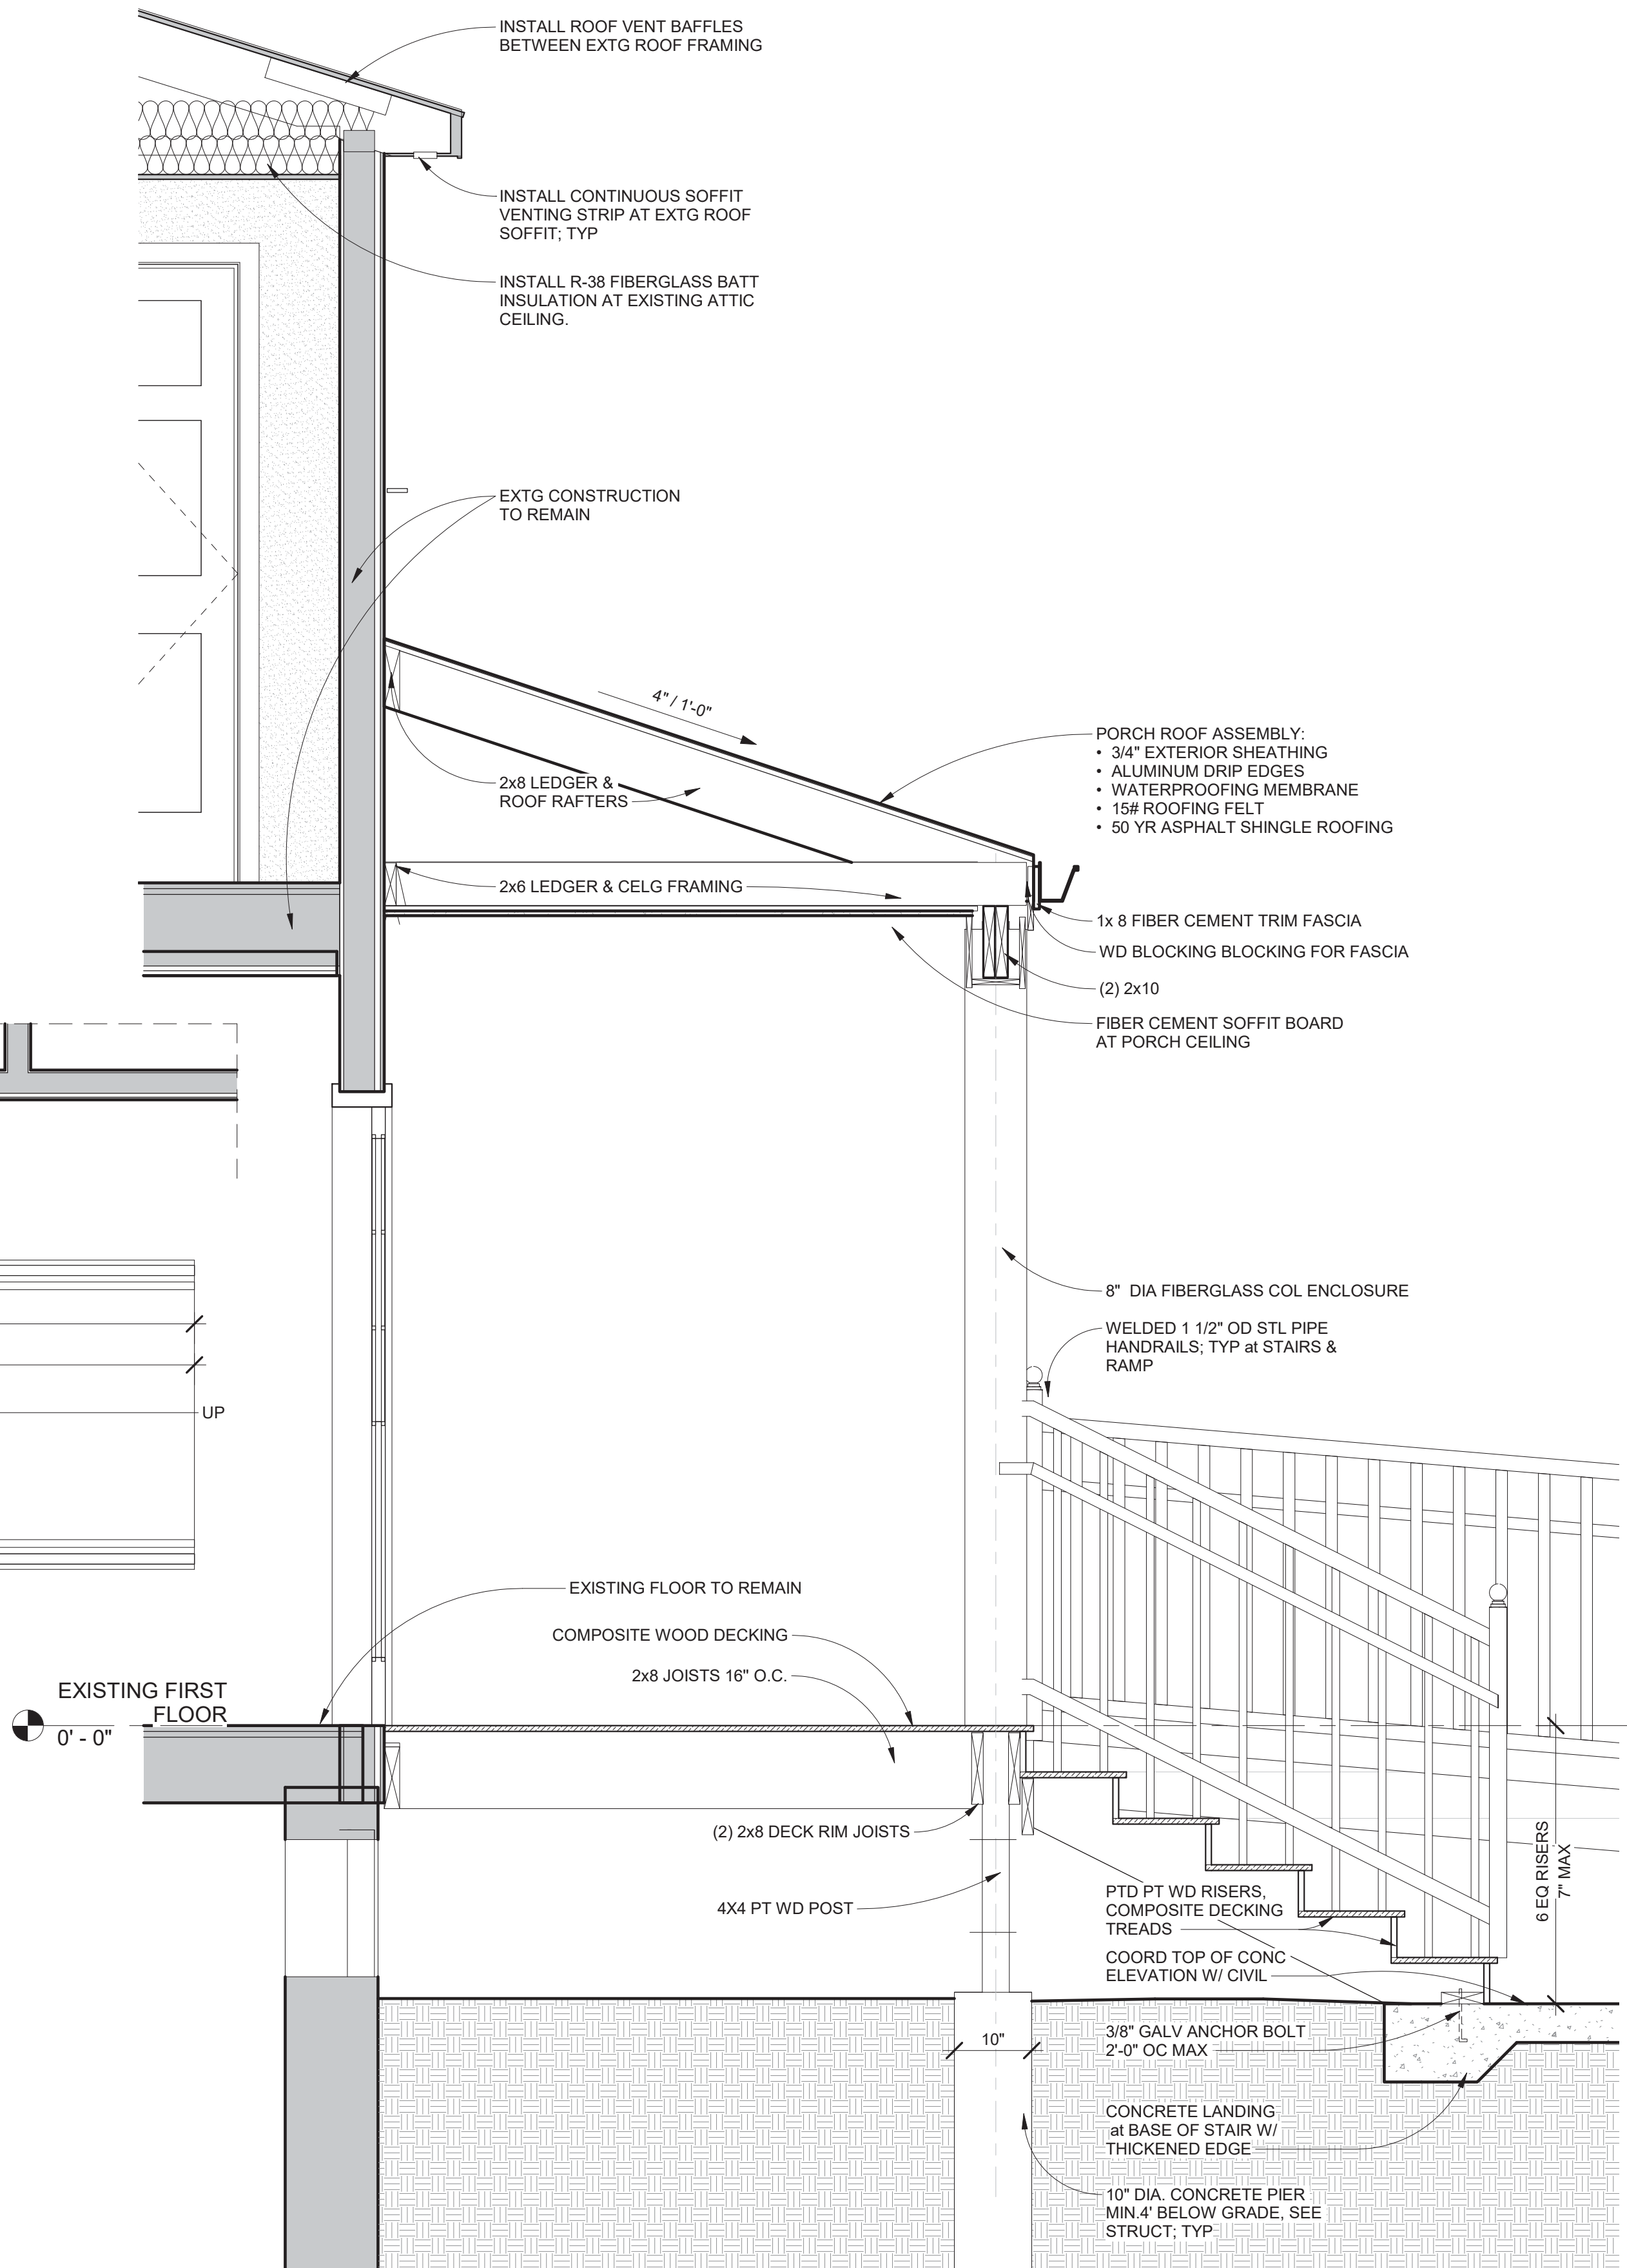 INSTALL ROOF VENT BAFFLES
BETWEEN EXTG ROOF FRAMING
INSTALL CONTINUOUS SOFFIT
VENTING STRIP AT EXTG ROOF
SOFFIT; TYP
INSTALL R-38 FIBERGLASS BATT
INSULATION AT EXISTING ATTIC
CEILING.
EXTG CONSTRUCTION
TO REMAIN
4" / 1'-0"
PORCH ROOF ASSEMBLY:
• 3/4" EXTERIOR SHEATHING
• ALUMINUM DRIP EDGES
• WATERPROOFING MEMBRANE
• 15# ROOFING FELT
• 50 YR ASPHALT SHINGLE ROOFING
2x8 LEDGER &
ROOF RAFTERS
2x6 LEDGER & CELG FRAMING
1x 8 FIBER CEMENT TRIM FASCIA
WD BLOCKING BLOCKING FOR FASCIA
(2) 2x10
FIBER CEMENT SOFFIT BOARD
AT PORCH CEILING
8" DIA FIBERGLASS COL ENCLOSURE
WELDED 1 1/2" OD STL PIPE
HANDRAILS; TYP at STAIRS &
RAMP
UP
EXISTING FLOOR TO REMAIN
COMPOSITE WOOD DECKING
2x8 JOISTS 16" O.C.
EXISTING FIRST
FLOOR
0' - 0"
(2) 2x8 DECK RIM JOISTS
4X4 PT WD POST
6 EQ RISERS
7" MAX
PTD PT WD RISERS,
COMPOSITE DECKING
TREADS
COORD TOP OF CONC
ELEVATION W/ CIVIL
10"
3/8" GALV ANCHOR BOLT
2'-0" OC MAX
CONCRETE LANDING
at BASE OF STAIR W/
THICKENED EDGE
10" DIA. CONCRETE PIER
MIN.4' BELOW GRADE, SEE
STRUCT; TYP